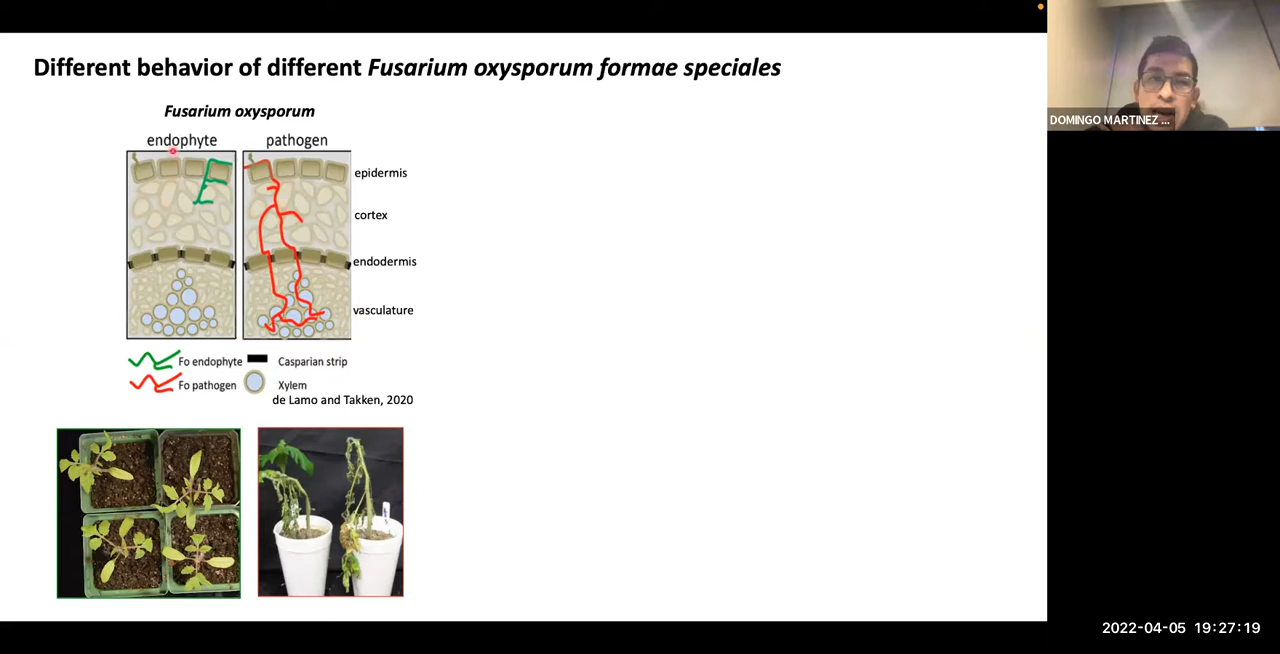 Different behavior of different Fusarium oxysporum formae speciales
Fusarium oxysporum
endophyte
pathogen
epidermis
cortex
endodermis
vasculature
Fo endophyte
Casparian strip
Fo pathogen
Xylem
de Lamo and Takken, 2020
DOMINGO MARTINEZ ...
2022-04-05 19:27:19